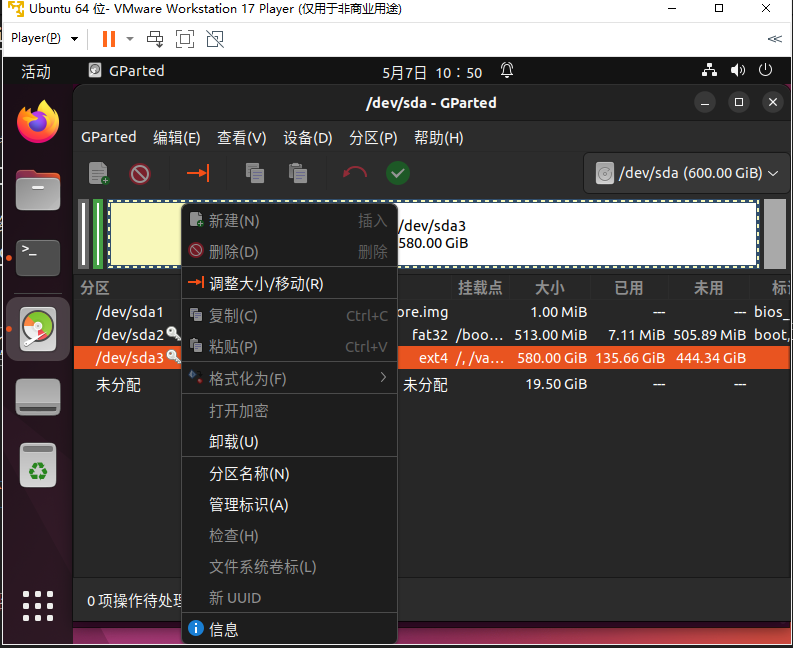 Ubuntu 64 位- VMware Workstation 17 Player (仅用于非商业用途)
Player(P)
活动 GParted 5月7日 10：50
/dev/sda - GParted
GParted 编辑(E) 查看(V) 设备(D) 分区(P) 帮助(H)
/dev/sda (600.00 GiB)
/dev/sda3
580.00 GiB
分区 挂载点 大小 已用 未用 标
/dev/sda1 ore.img 1.00 MiB --- --- bios_
/dev/sda2 fat32 /boo... 513.00 MiB 7.11 MiB 505.89 MiB boot,
/dev/sda3 ext4 /, /va... 580.00 GiB 135.66 GiB 444.34 GiB
未分配 未分配 19.50 GiB --- ---
新建(N) 插入
删除(D) 删除
调整大小/移动(R)
复制(C) Ctrl+C
粘贴(P) Ctrl+V
格式化为(F)
打开加密
卸载(U)
分区名称(N)
管理标识(A)
检查(H)
文件系统卷标(L)
新 UUID
信息
0 项操作待处理